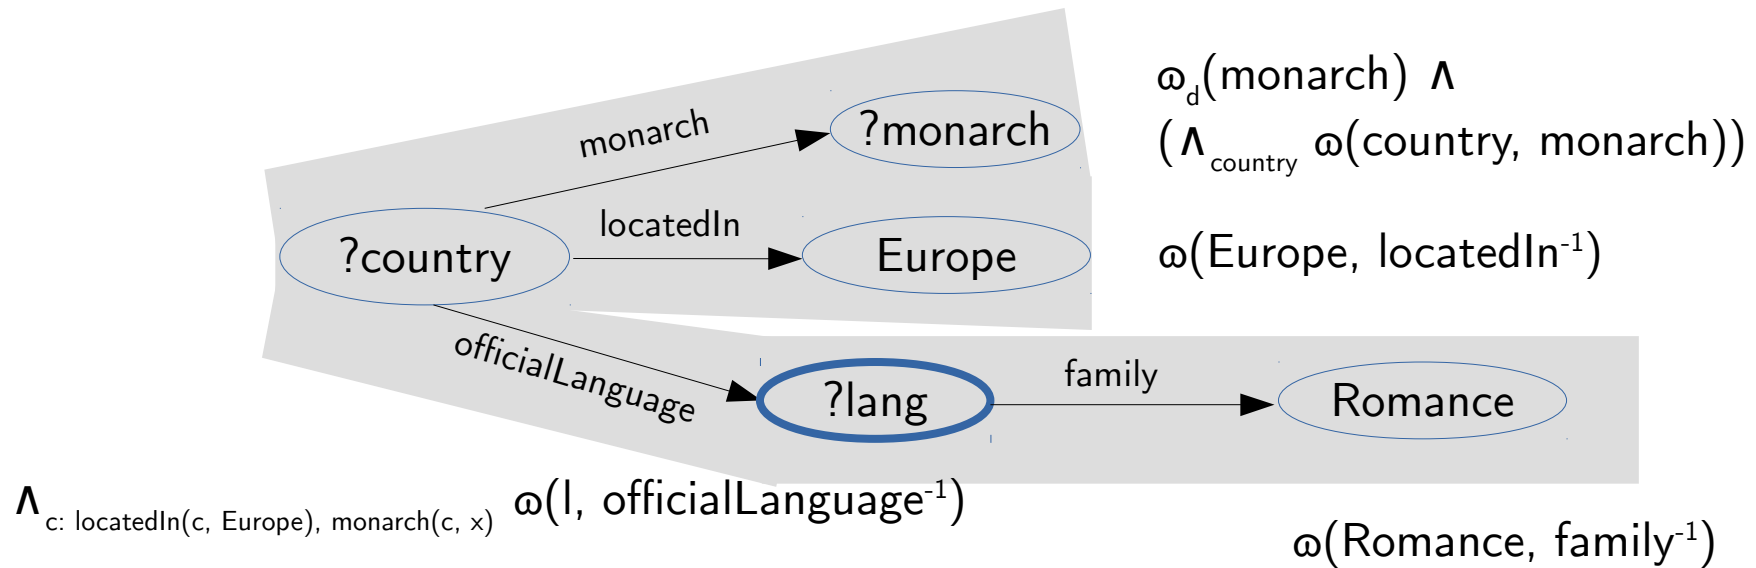 ϖ_d(monarch) ∧
monarch
?monarch
(∧_country ϖ(country, monarch))
locatedIn
?country
Europe
ϖ(Europe, locatedIn⁻¹)
officialLanguage
family
?lang
Romance
∧_c: locatedIn(c, Europe), monarch(c, x) ϖ(l, officialLanguage⁻¹)
ϖ(Romance, family⁻¹)